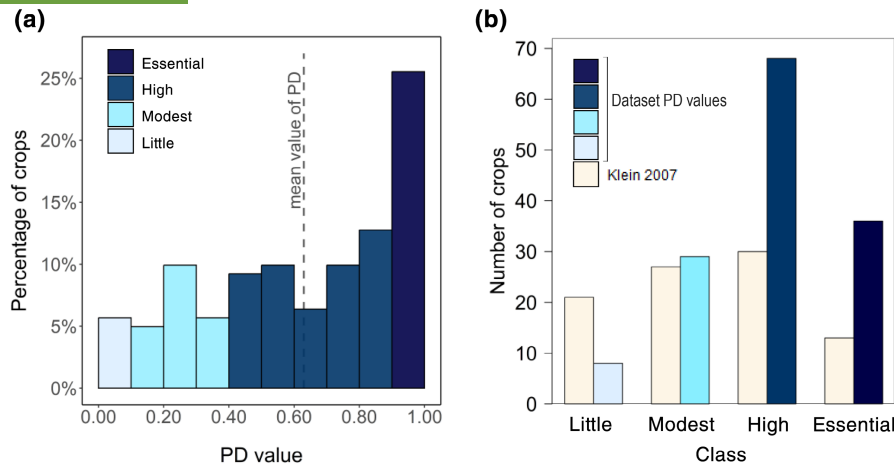 (a)
Essential
High
Modest
Little
mean value of PD
Percentage of crops
25%
20%
15%
10%
5%
0%
0.00 0.20 0.40 0.60 0.80 1.00
PD value
(b)
Dataset PD values
Klein 2007
Number of crops
70
60
50
40
30
20
10
0
Little Modest High Essential
Class